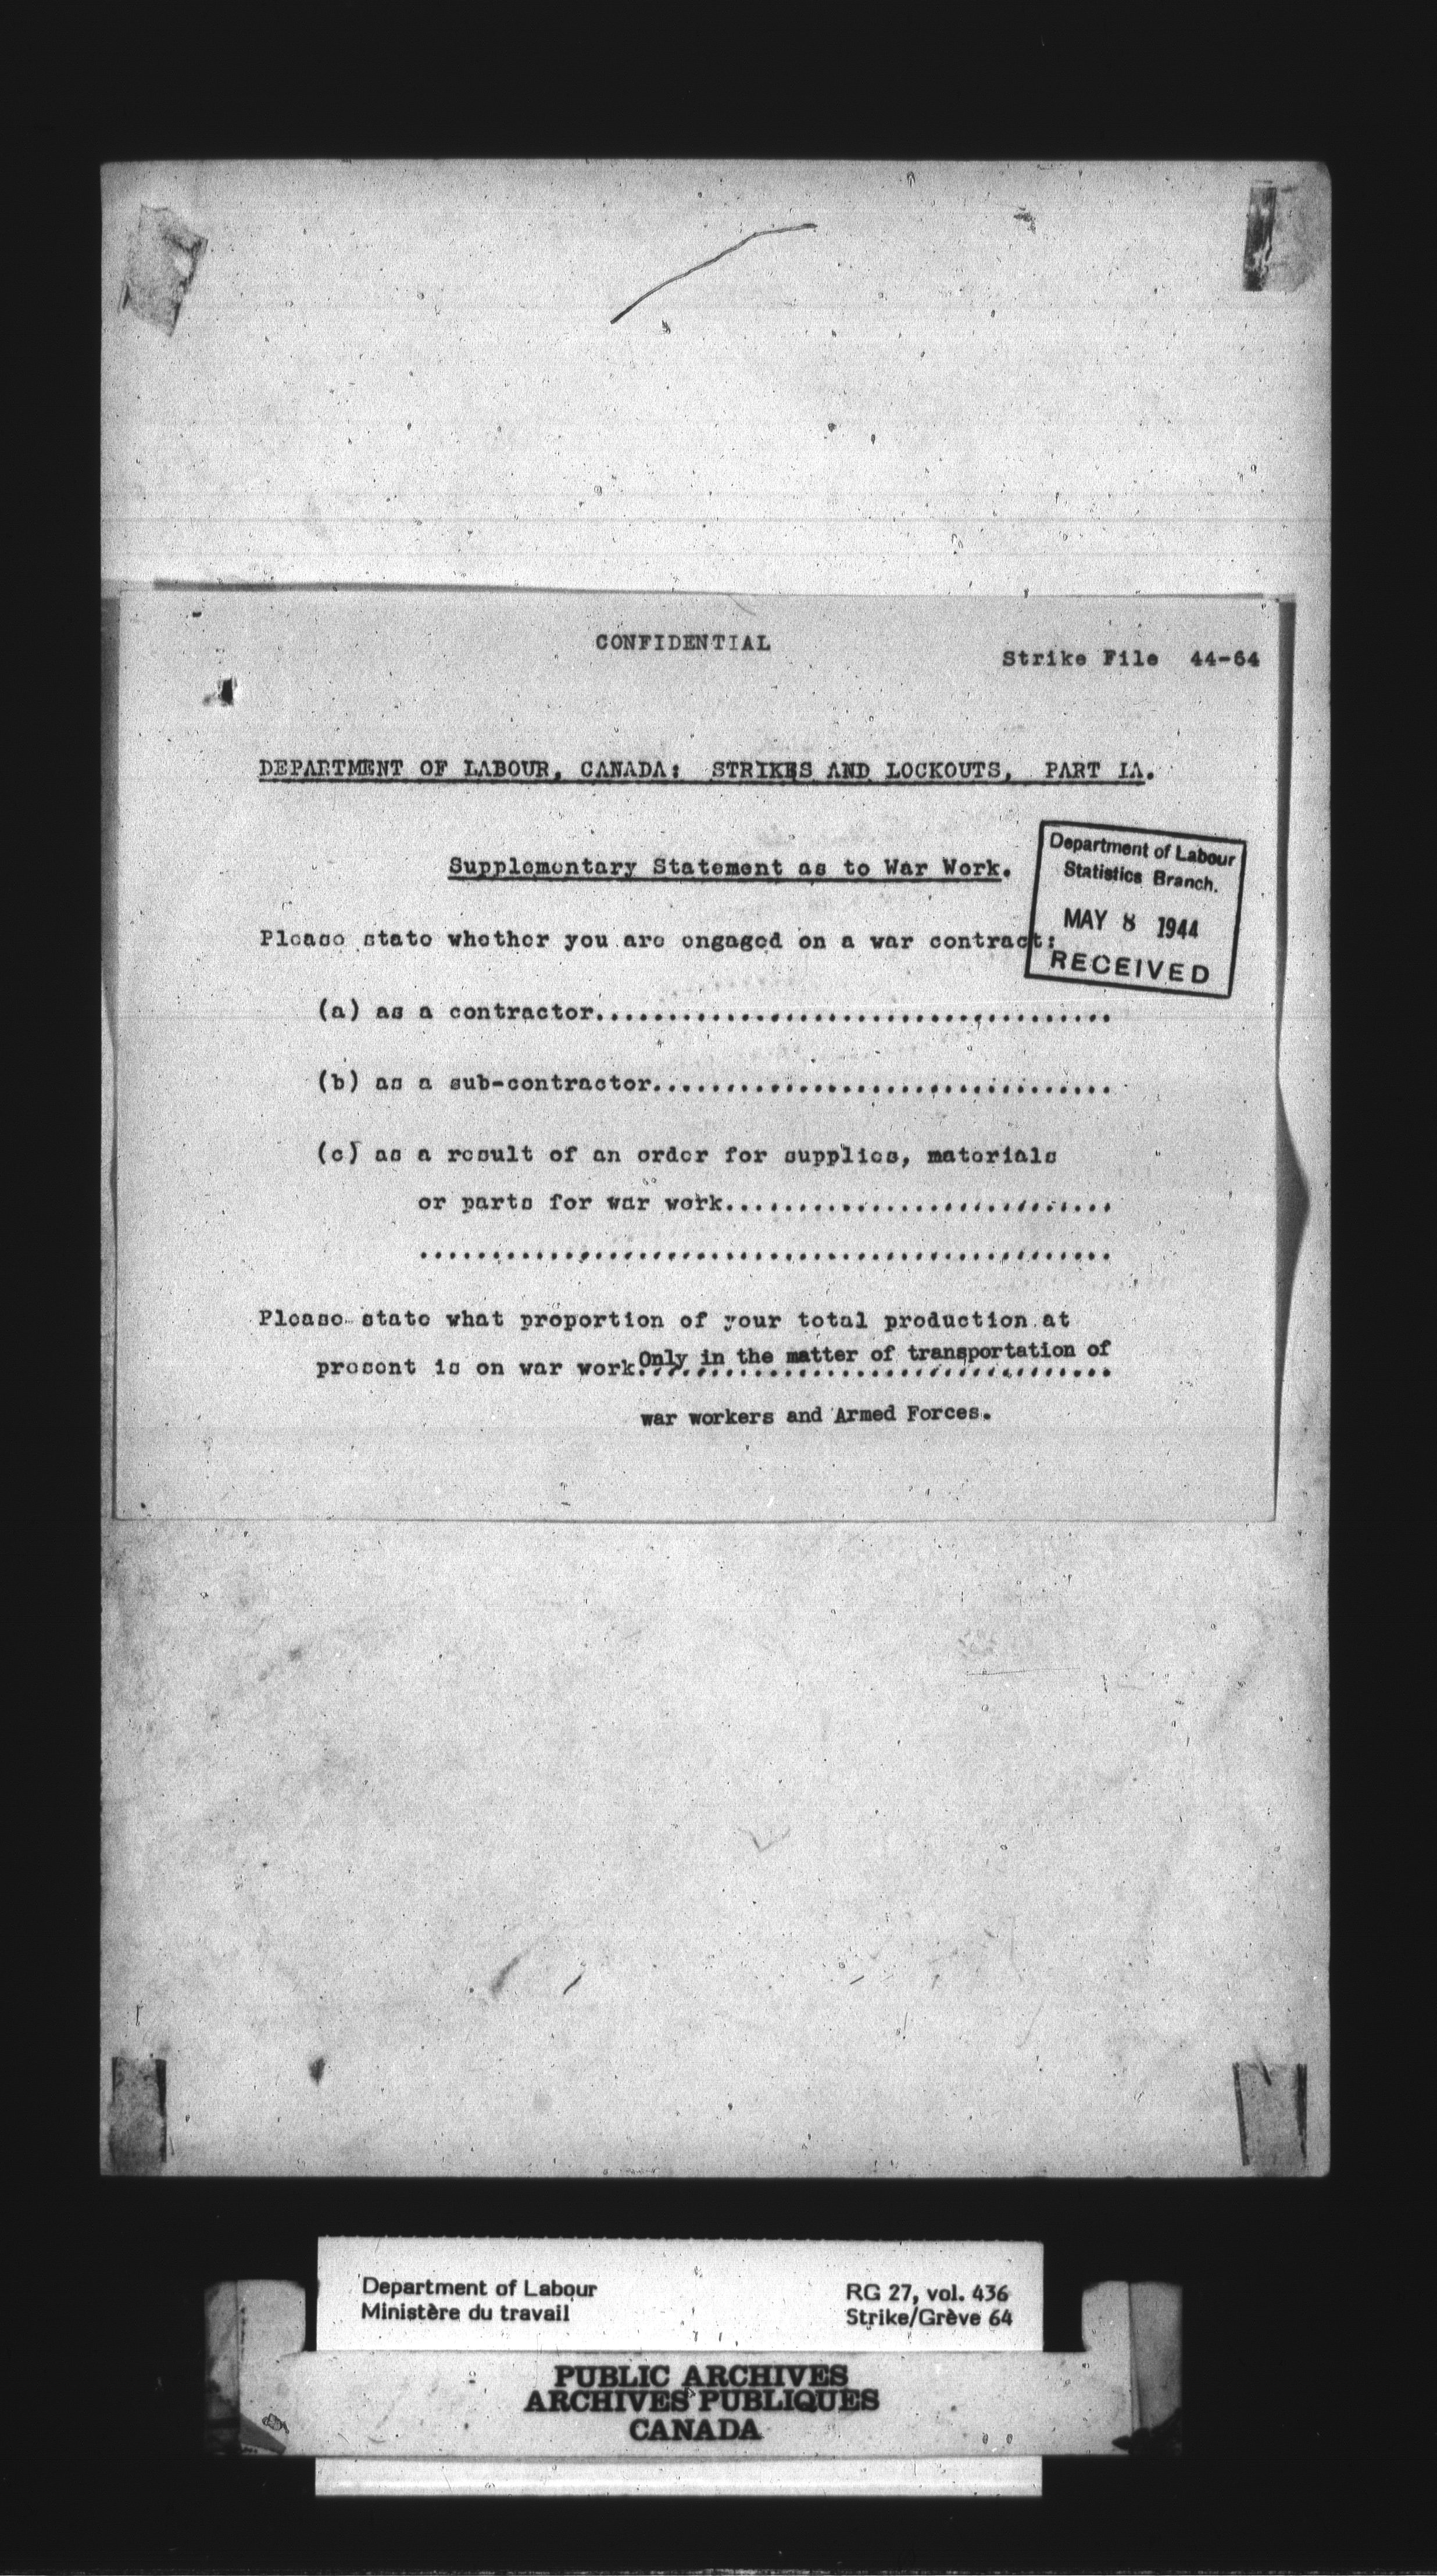 CONFIDENTIAL
Strike File 44-64
DEPARTMENT OF LABOUR, CANADA: STRIKES AND LOCKOUTS, PART IA.
Supplementary Statement as to War Work.
Department of Labour
Statistics Branch.
MAY 8 1944
RECEIVED
Please state whether you are engaged on a war contract:
(a) as a contractor....................................
(b) as a sub-contractor................................
(c) as a result of an order for supplies, materials
or parts for war work...........................
................................................
Please state what proportion of your total production at
present is on war work. Only in the matter of transportation of
war workers and Armed Forces.
Department of Labour
Ministère du travail
RG 27, vol. 436
Strike/Grève 64
PUBLIC ARCHIVES
ARCHIVES PUBLIQUES
CANADA